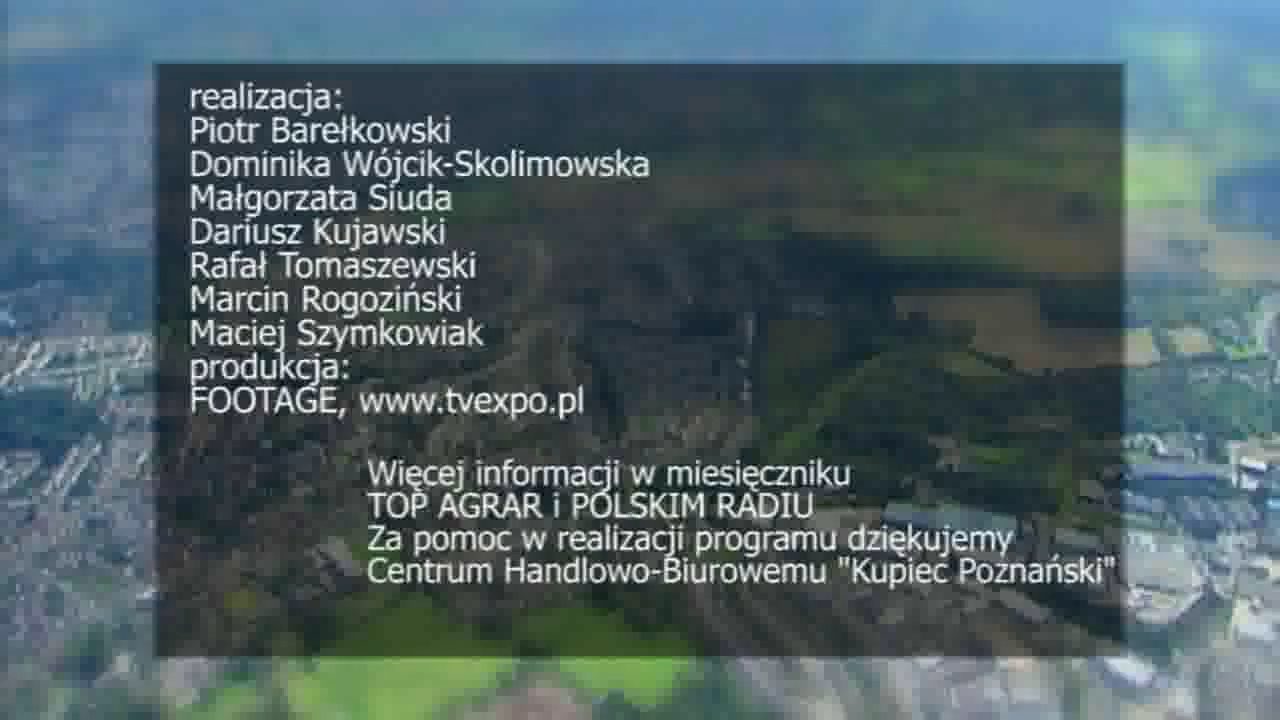 realizacja:
Piotr Barełkowski
Dominika Wójcik-Skolimowska
Małgorzata Siuda
Dariusz Kujawski
Rafał Tomaszewski
Marcin Rogoziński
Maciej Szymkowiak
produkcja:
FOOTAGE, www.tvexpo.pl
Więcej informacji w miesięczniku
TOP AGRAR i POLSKIM RADIU
Za pomoc w realizacji programu dziękujemy
Centrum Handlowo-Biurowemu "Kupiec Poznański"